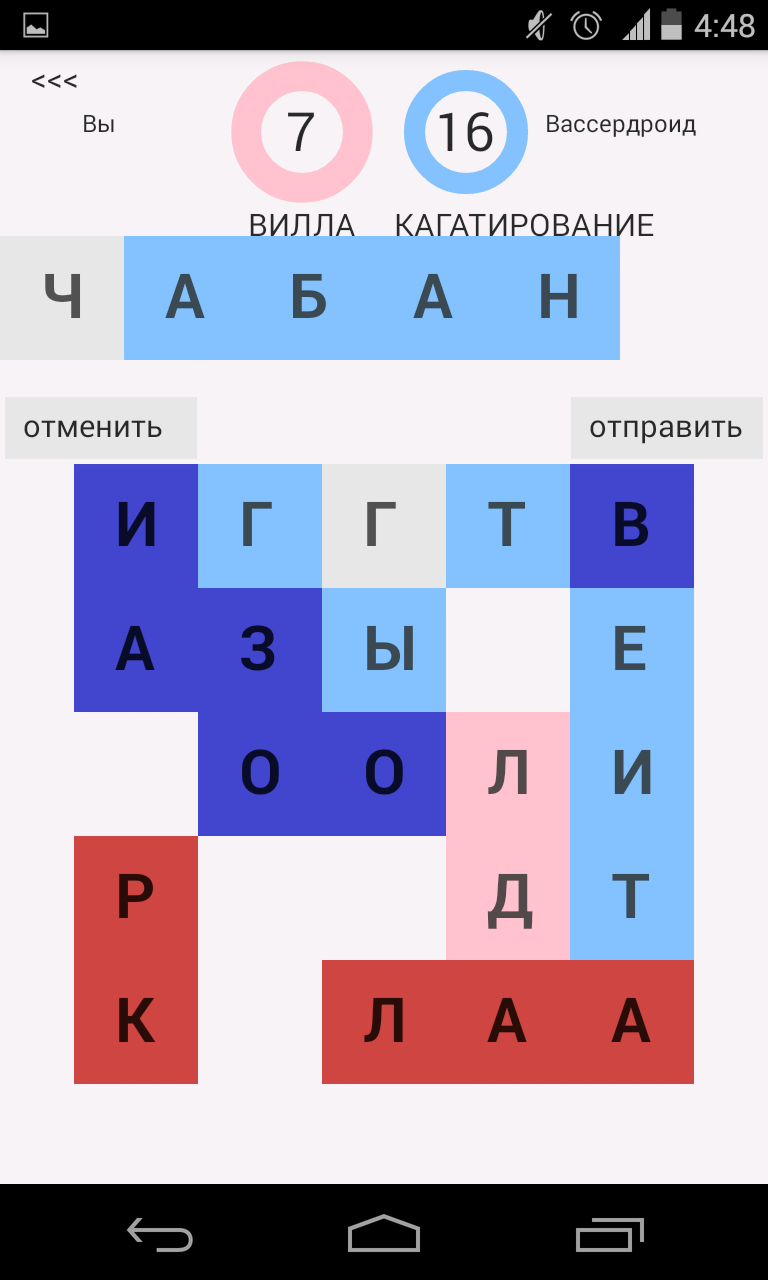 4:48
<<<
Вы 7 16 Вассердроид
ВИЛЛА КАГАТИРОВАНИЕ
Ч А Б А Н
отменить отправить
И Г Г Т В
А З Ы Е
О О Л И
Р Д Т
К Л А А